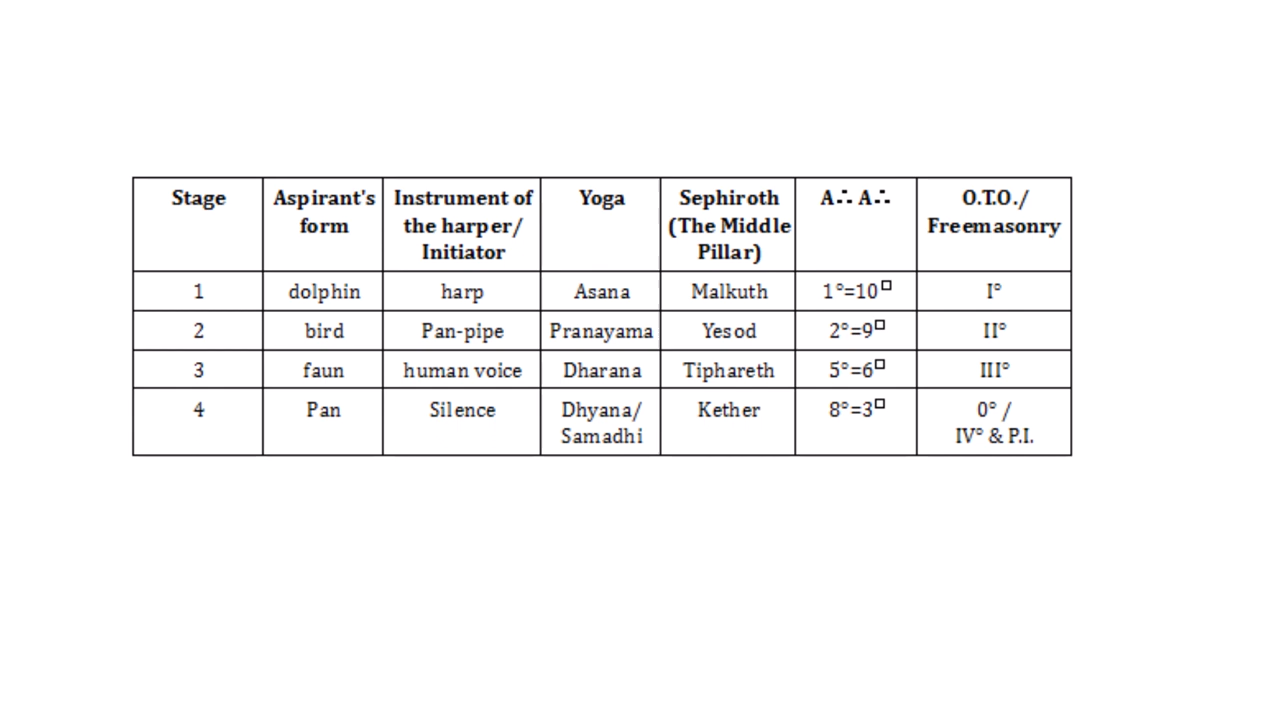 Stage Aspirant's Instrument of Yoga Sephiroth A∴ A∴ O.T.O./
form the harper/ (The Middle Freemasonry
Initiator Pillar)
1 dolphin harp Asana Malkuth 1°=10□ I°
2 bird Pan-pipe Pranayama Yesod 2°=9□ II°
3 faun human voice Dharana Tiphareth 5°=6□ III°
4 Pan Silence Dhyana/ Kether 8°=3□ 0° /
Samadhi IV° & P.I.